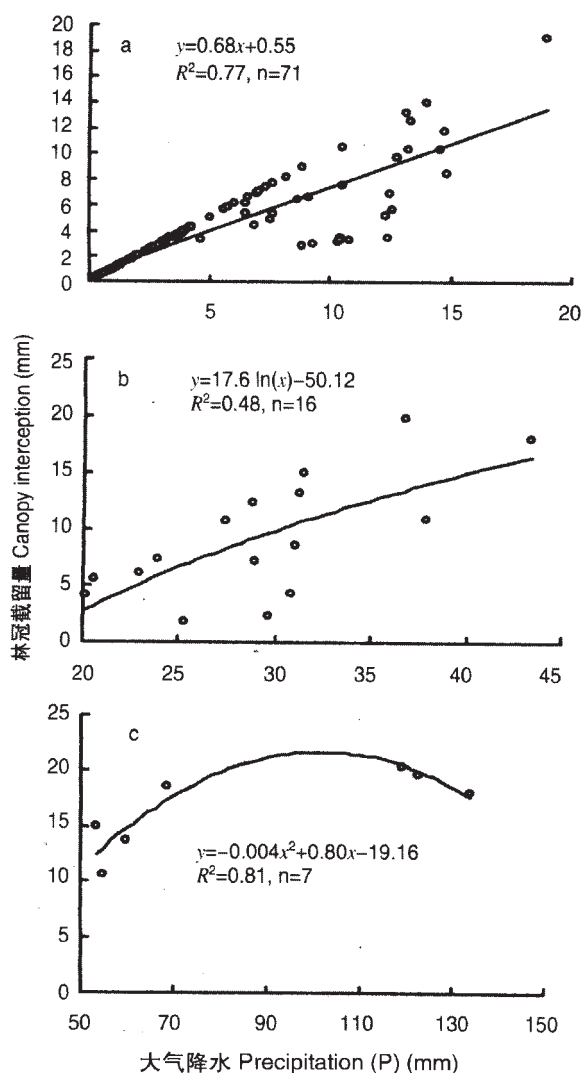 20
18
16
14
12
10
8
6
4
2
0
a
y=0.68x+0.55
R²=0.77, n=71
5 10 15 20
林冠截留量 Canopy interception (mm)
25
20
15
10
5
0
b
y=17.6 ln(x)−50.12
R²=0.48, n=16
20 25 30 35 40 45
25
20
15
10
5
0
c
y=−0.004x²+0.80x−19.16
R²=0.81, n=7
50 70 90 110 130 150
大气降水 Precipitation (P) (mm)